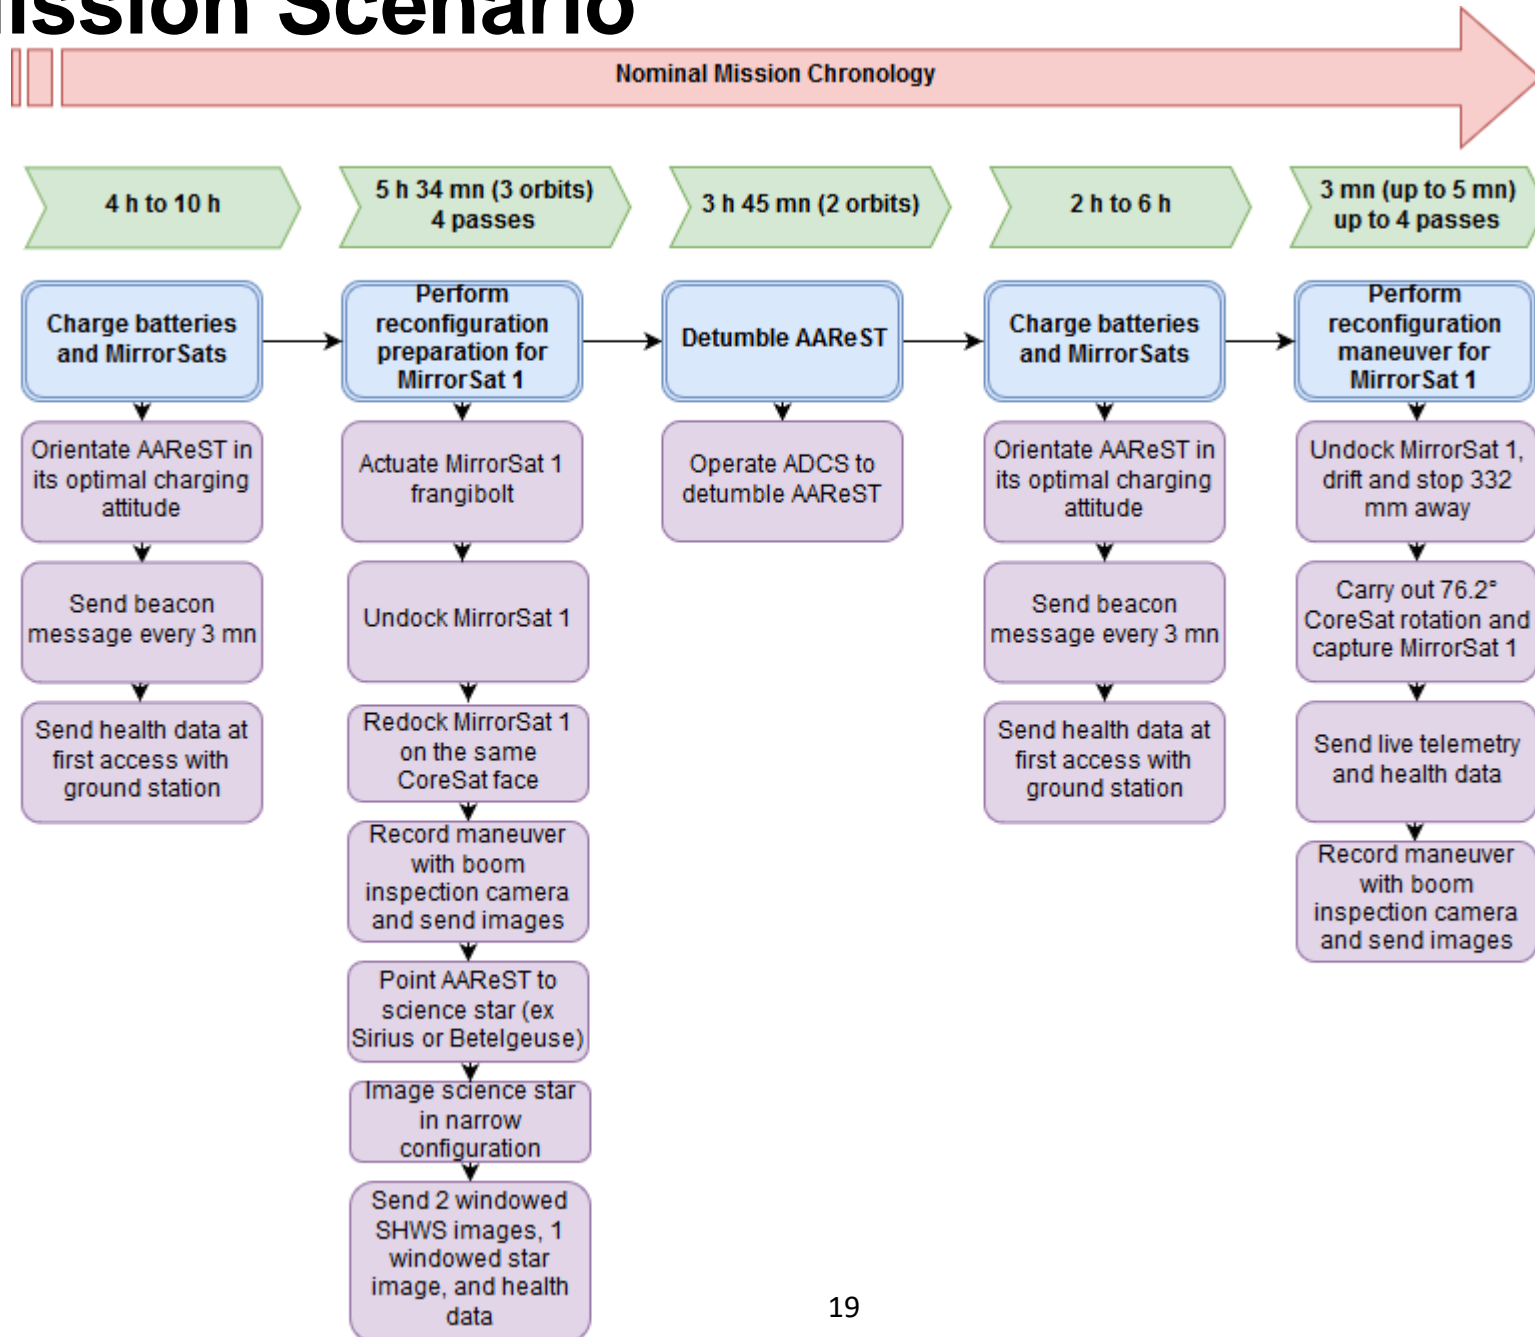 ission Scenario
Nominal Mission Chronology
4 h to 10 h
5 h 34 mn (3 orbits)
4 passes
3 h 45 mn (2 orbits)
2 h to 6 h
3 mn (up to 5 mn)
up to 4 passes
Charge batteries
and MirrorSats
Perform
reconfiguration
preparation for
MirrorSat 1
Detumble AAReST
Charge batteries
and MirrorSats
Perform
reconfiguration
maneuver for
MirrorSat 1
Orientate AAReST in
its optimal charging
attitude
Send beacon
message every 3 mn
Send health data at
first access with
ground station
Actuate MirrorSat 1
frangibolt
Undock MirrorSat 1
Redock MirrorSat 1
on the same
CoreSat face
Record maneuver
with boom
inspection camera
and send images
Point AAReST to
science star (ex
Sirius or Betelgeuse)
Image science star
in narrow
configuration
Send 2 windowed
SHWS images, 1
windowed star
image, and health
data
Operate ADCS to
detumble AAReST
Orientate AAReST in
its optimal charging
attitude
Send beacon
message every 3 mn
Send health data at
first access with
ground station
Undock MirrorSat 1,
drift and stop 332
mm away
Carry out 76.2°
CoreSat rotation and
capture MirrorSat 1
Send live telemetry
and health data
Record maneuver
with boom
inspection camera
and send images
19